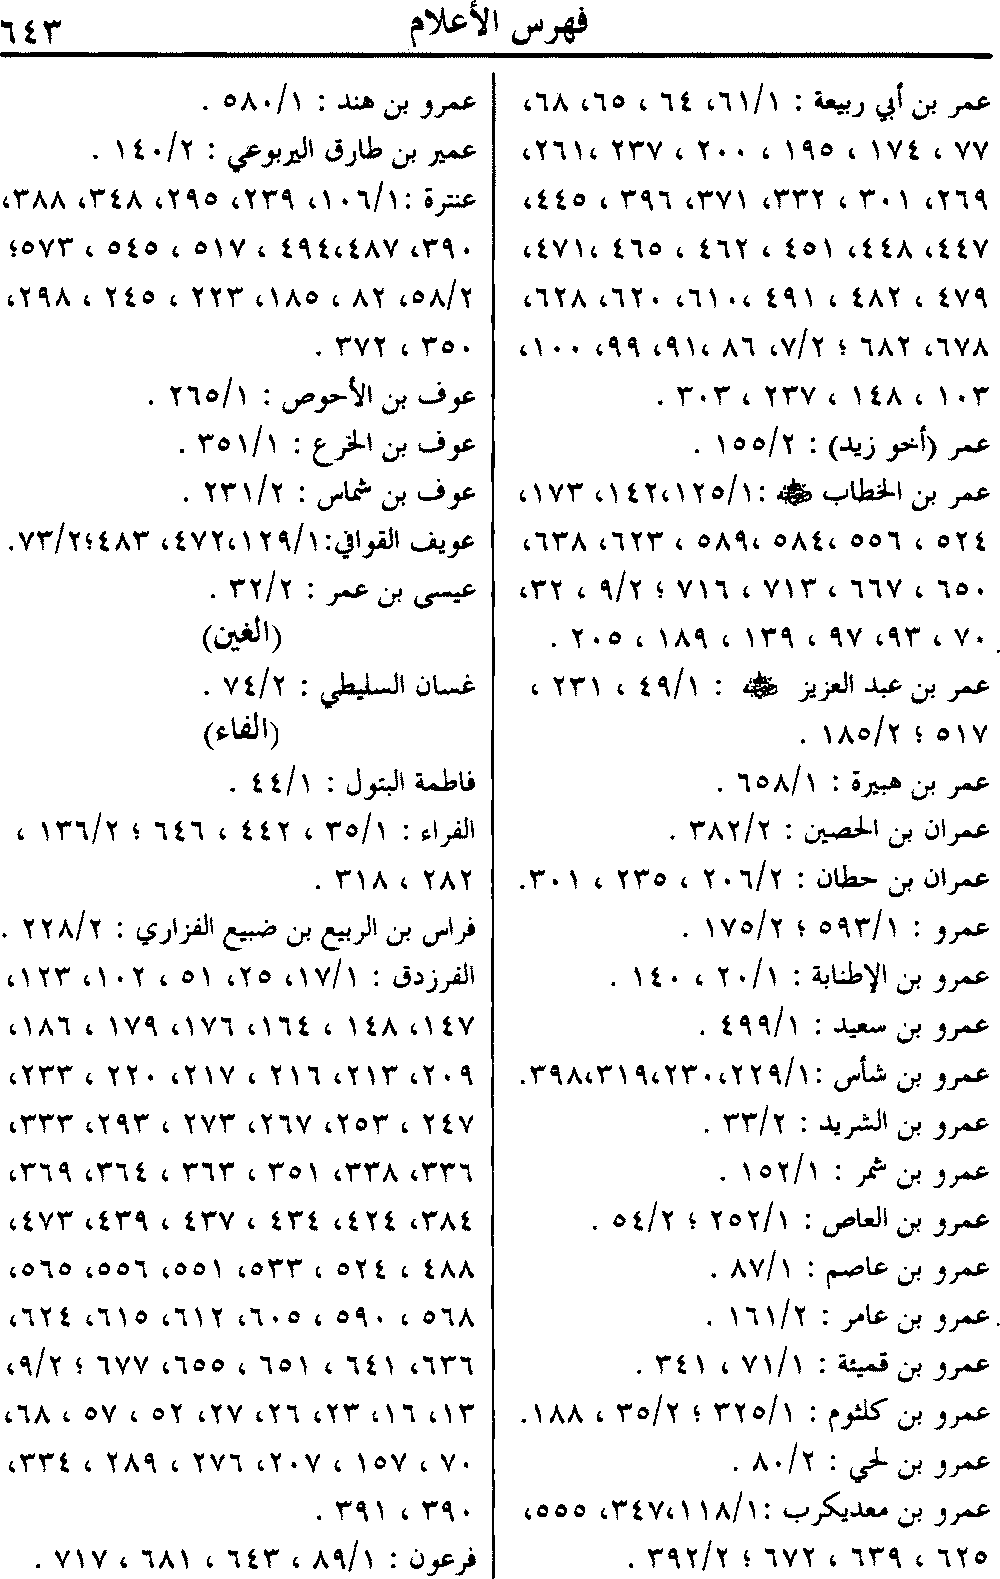 فهرس الأعلام
٦٤٣
عمر بن أبي ربيعة : ٦١/١، ٦٤ ، ٦٥، ٦٨،
٧٧ ، ١٧٤ ، ١٩٥ ، ٢٠٠ ، ٢٣٧ ،٢٦١،
٢٦٩، ٣٠١ ، ٣٣٢، ٣٧١، ٣٩٦ ، ٤٤٥،
٤٤٧، ٤٤٨، ٤٥١ ، ٤٦٢ ، ٤٦٥ ،٤٧١،
٤٧٩ ، ٤٨٢ ، ٤٩١ ،٦١٠، ٦٢٠، ٦٢٨،
٦٧٨، ٦٨٢ ؛ ٧/٢، ٨٦ ،٩١، ٩٩، ١٠٠،
١٠٣ ، ١٤٨ ، ٢٣٧ ، ٣٠٣ .
عمر (أخو زيد) : ١٥٥/٢ .
عمر بن الخطاب ﷺ :١٢٥/١،١٤٢، ١٧٣،
٥٢٤ ، ٥٥٦ ،٥٨٤ ،٥٨٩ ، ٦٢٣، ٦٣٨،
٦٥٠ ، ٦٦٧ ، ٧١٣ ، ٧١٦ ؛ ٩/٢ ، ٣٢،
٧٠ ، ٩٣، ٩٧ ، ١٣٩ ، ١٨٩ ، ٢٠٥ .
عمر بن عبد العزيز ﷺ : ٤٩/١ ، ٢٣١ ،
٥١٧ ؛ ١٨٥/٢ .
عمر بن هبيرة : ٦٥٨/١ .
عمران بن الحصين : ٣٨٢/٢ .
عمران بن حطان : ٢٠٦/٢ ، ٢٣٥ ، ٣٠١.
عمرو : ٥٩٣/١ ؛ ١٧٥/٢ .
عمرو بن الإطنابة : ٢٠/١ ، ١٤٠ .
عمرو بن سعيد : ٤٩٩/١ .
عمرو بن شأس :٢٢٩/١،٢٣٠،٣١٩،٣٩٨.
عمرو بن الشريد : ٣٣/٢ .
عمرو بن شمر : ١٥٢/١ .
عمرو بن العاص : ٢٥٢/١ ؛ ٥٤/٢ .
عمرو بن عاصم : ٨٧/١ .
عمرو بن عامر : ١٦١/٢ .
عمرو بن قميئة : ٧١/١ ، ٣٤١ .
عمرو بن كلثوم : ٣٢٥/١ ؛ ٣٥/٢ ، ١٨٨.
عمرو بن لحي : ٨٠/٢ .
عمرو بن معديكرب :١١٨/١،٣٤٧، ٥٥٥،
٦٢٥ ، ٦٣٩ ، ٦٧٢ ؛ ٣٩٢/٢ .
عمرو بن هند : ٥٨٠/١ .
عمير بن طارق اليربوعي : ١٤٠/٢ .
عنترة :١٠٦/١، ٢٣٩، ٢٩٥، ٣٤٨، ٣٨٨،
٣٩٠، ٤٨٧،٤٩٤ ، ٥١٧ ، ٥٤٥ ، ٥٧٣؛
٥٨/٢، ٨٢ ، ١٨٥، ٢٢٣ ، ٢٤٥ ، ٢٩٨،
٣٥٠ ، ٣٧٢ .
عوف بن الأحوص : ٢٦٥/١ .
عوف بن الخرع : ٣٥١/١ .
عوف بن شماس : ٢٣١/٢ .
عويف القوافي:١٢٩/١،٤٧٢، ٤٨٣؛٧٣/٢.
عيسى بن عمر : ٣٢/٢ .
(الغين)
غسان السليطي : ٧٤/٢ .
(الفاء)
فاطمة البتول : ٤٤/١ .
الفراء : ٣٥/١ ، ٤٤٢ ، ٦٤٦ ؛ ١٣٦/٢ ،
٢٨٢ ، ٣١٨ .
فراس بن الربيع بن ضبيع الفزاري : ٢٢٨/٢ .
الفرزدق : ١٧/١، ٢٥، ٥١ ، ١٠٢، ١٢٣،
١٤٧، ١٤٨ ، ١٦٤، ١٧٦، ١٧٩ ، ١٨٦،
٢٠٩، ٢١٣، ٢١٦ ، ٢١٧، ٢٢٠ ، ٢٣٣،
٢٤٧ ، ٢٥٣، ٢٦٧، ٢٧٣ ، ٢٩٣، ٣٣٣،
٣٣٦، ٣٣٨، ٣٥١ ، ٣٦٣ ، ٣٦٤، ٣٦٩،
٣٨٤، ٤٢٤، ٤٣٤ ، ٤٣٧ ، ٤٣٩، ٤٧٣،
٤٨٨ ، ٥٢٤ ، ٥٣٣، ٥٥١، ٥٥٦، ٥٦٥،
٥٦٨ ، ٥٩٠ ، ٦٠٥، ٦١٢، ٦١٥، ٦٢٤،
٦٣٦، ٦٤١ ، ٦٥١ ، ٦٥٥، ٦٧٧ ؛ ٩/٢،
١٣، ١٦، ٢٣، ٢٦، ٢٧، ٥٢ ، ٥٧ ، ٦٨،
٧٠ ، ١٥٧ ، ٢٠٧، ٢٧٦ ، ٢٨٩ ، ٣٣٤،
٣٩٠ ، ٣٩١ .
فرعون : ٨٩/١ ، ٦٤٣ ، ٦٨١ ، ٧١٧ .